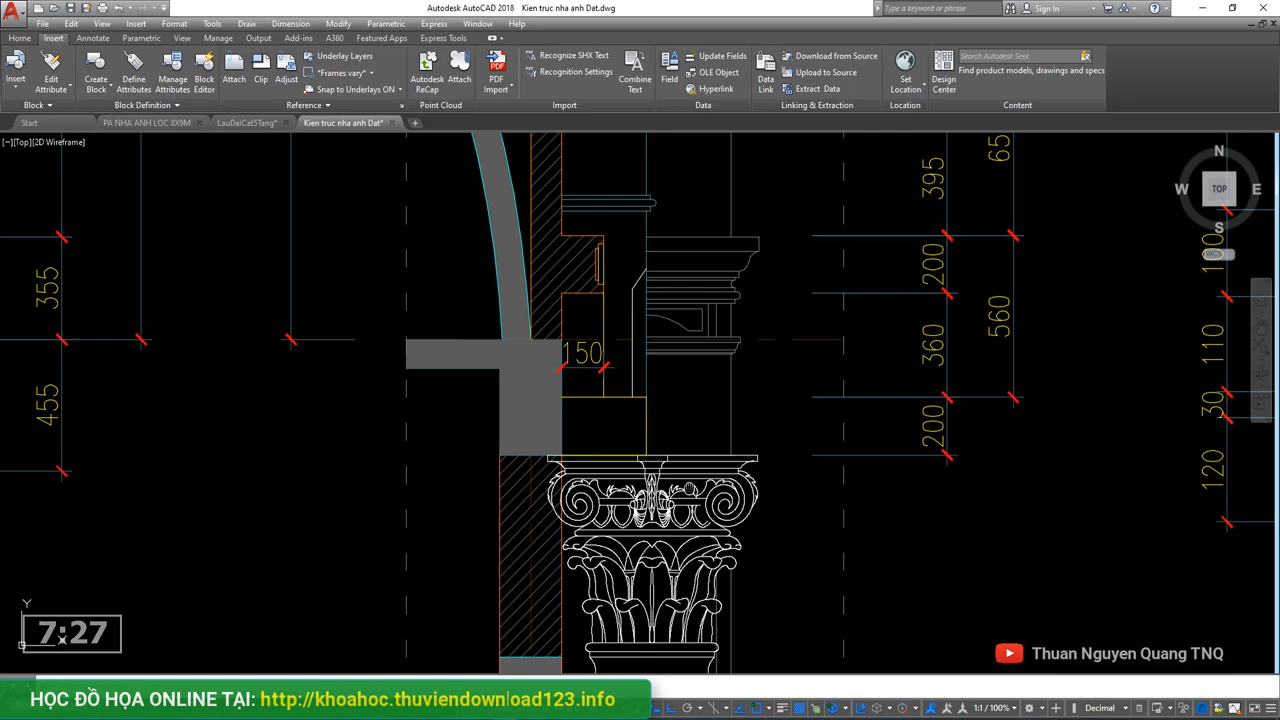 Autodesk AutoCAD 2018 Kien truc nha anh Dat.dwg
Type a keyword or phrase
Sign In
File Edit View Insert Format Tools Draw Dimension Modify Parametric Express Window Help
Home Insert Annotate Parametric View Manage Output Add-ins A360 Featured Apps Express Tools
Insert
Edit Attribute
Create Block
Define Attributes
Manage Attributes
Block Editor
Attach
Clip
Adjust
Underlay Layers
*Frames vary*
Snap to Underlays ON
Autodesk ReCap
Attach
PDF Import
Recognize SHX Text
Recognition Settings
Combine Text
Field
Update Fields
OLE Object
Hyperlink
Data Link
Download from Source
Upload to Source
Extract Data
Set Location
Design Center
Search Autodesk Seek
Find product models, drawings and specs
Block Block Definition Reference Point Cloud Import Data Linking & Extraction Location Content
Start PA NHA ANH LOC 8X9M LauDaiCat5Tang* Kien truc nha anh Dat*
[−][Top][2D Wireframe]
N
W TOP E
S
WCS
355
455
150
395
200
360
200
65
560
100
110
30
120
Y
X
7:27
Thuan Nguyen Quang TNQ
HỌC ĐỒ HỌA ONLINE TẠI: http://khoahoc.thuviendownload123.info
1:1 / 100%
Decimal